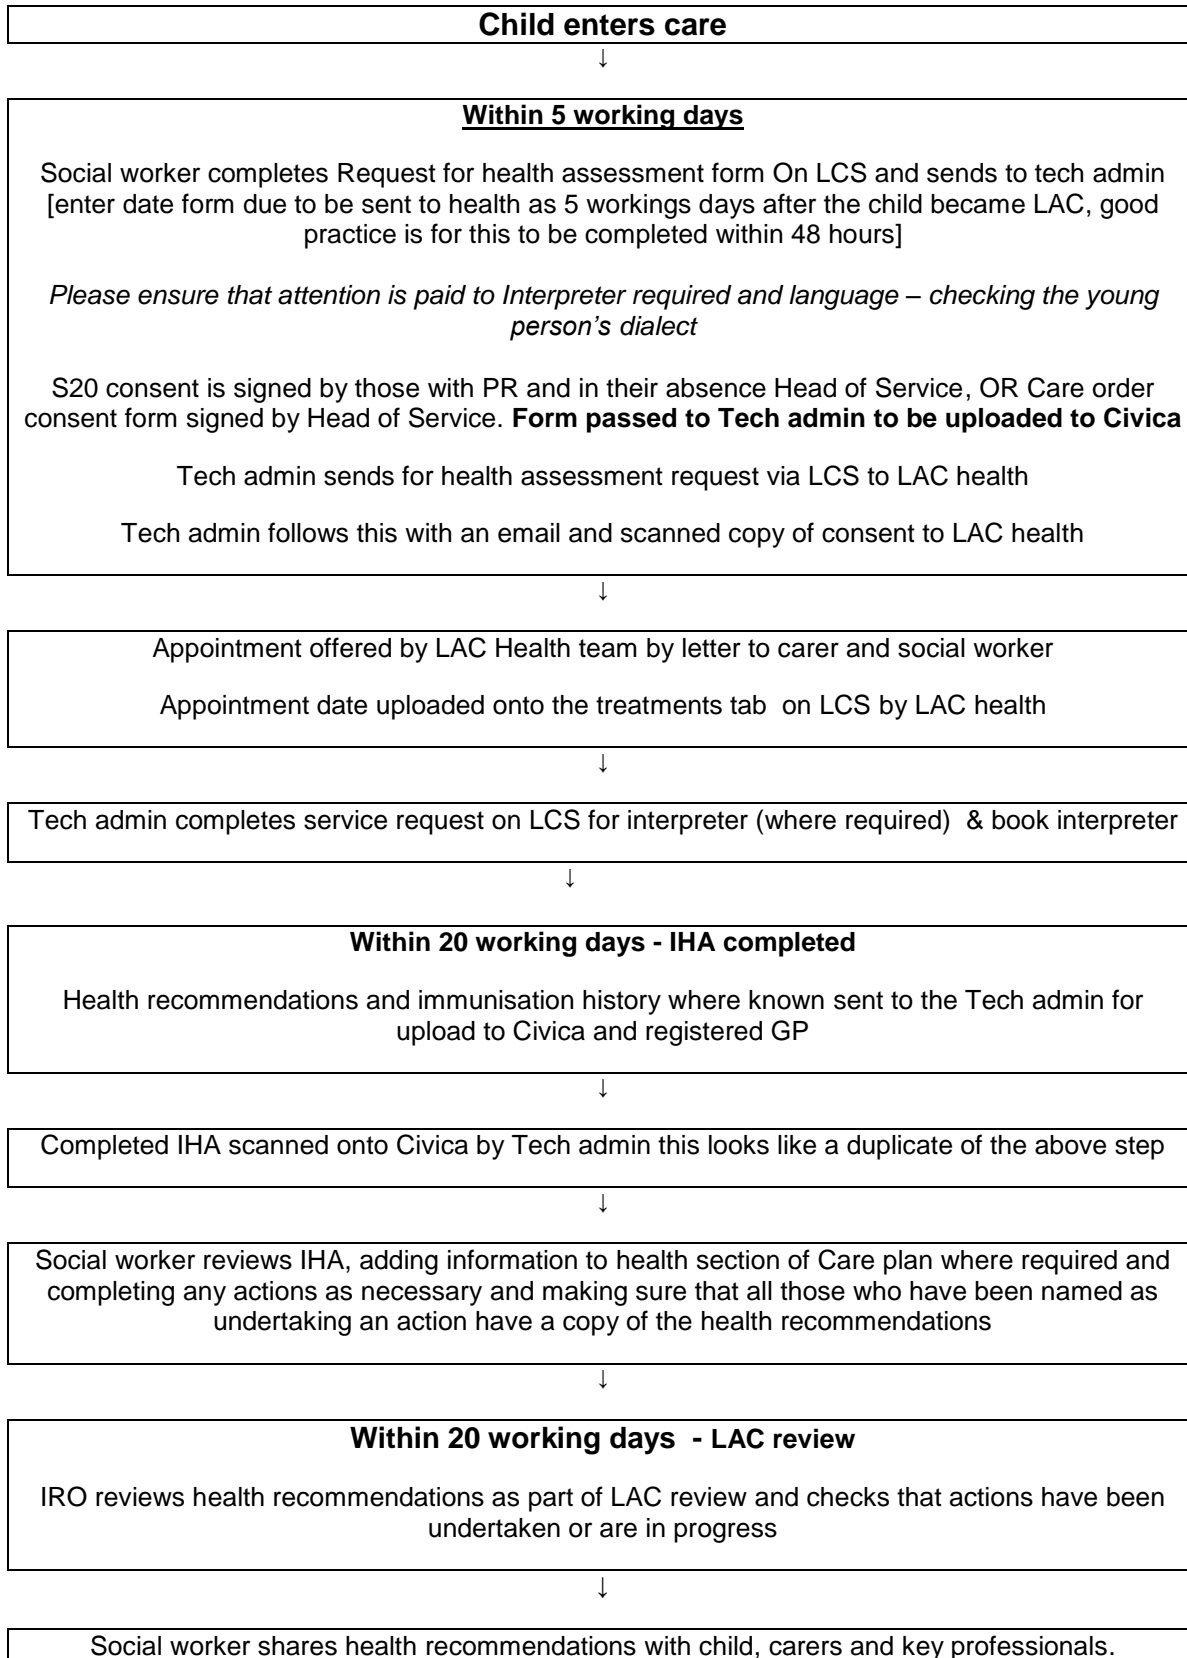 Child enters care
↓
Within 5 working days
Social worker completes Request for health assessment form On LCS and sends to tech admin
[enter date form due to be sent to health as 5 workings days after the child became LAC, good
practice is for this to be completed within 48 hours]
Please ensure that attention is paid to Interpreter required and language – checking the young
person's dialect
S20 consent is signed by those with PR and in their absence Head of Service, OR Care order
consent form signed by Head of Service. Form passed to Tech admin to be uploaded to Civica
Tech admin sends for health assessment request via LCS to LAC health
Tech admin follows this with an email and scanned copy of consent to LAC health
↓
Appointment offered by LAC Health team by letter to carer and social worker
Appointment date uploaded onto the treatments tab on LCS by LAC health
↓
Tech admin completes service request on LCS for interpreter (where required) & book interpreter
↓
Within 20 working days - IHA completed
Health recommendations and immunisation history where known sent to the Tech admin for
upload to Civica and registered GP
↓
Completed IHA scanned onto Civica by Tech admin this looks like a duplicate of the above step
↓
Social worker reviews IHA, adding information to health section of Care plan where required and
completing any actions as necessary and making sure that all those who have been named as
undertaking an action have a copy of the health recommendations
↓
Within 20 working days - LAC review
IRO reviews health recommendations as part of LAC review and checks that actions have been
undertaken or are in progress
↓
Social worker shares health recommendations with child, carers and key professionals.